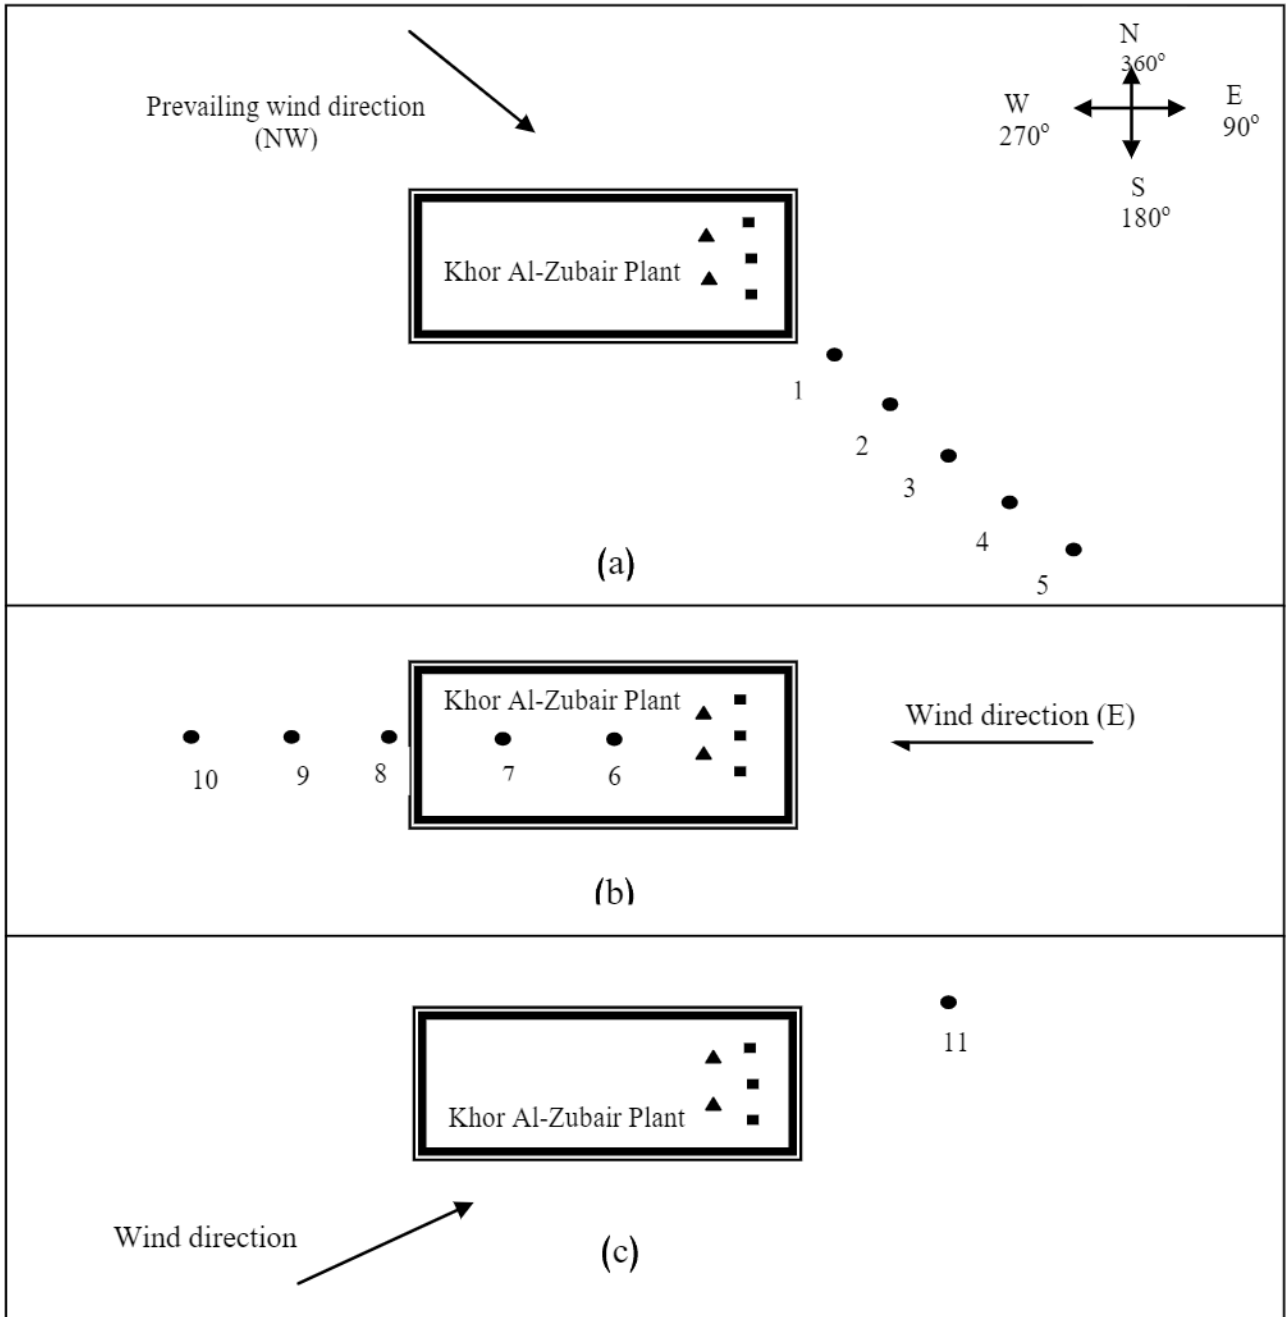 Prevailing wind direction
(NW)
N
360°
W
270°
E
90°
S
180°
Khor Al-Zubair Plant
1
2
3
4
5
(a)
Khor Al-Zubair Plant
Wind direction (E)
10
9
8
7
6
(b)
11
Khor Al-Zubair Plant
Wind direction
(c)